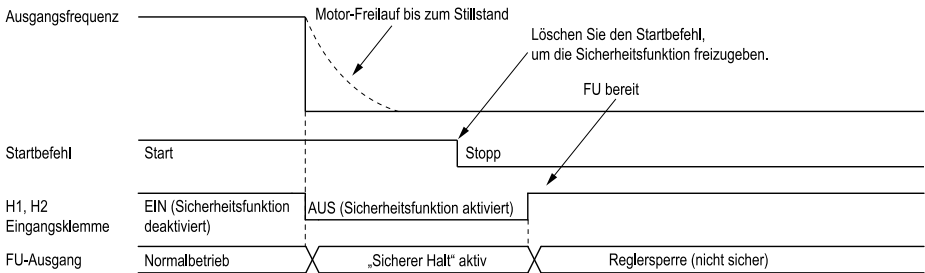 Ausgangsfrequenz
Motor-Freilauf bis zum Stillstand
Löschen Sie den Startbefehl,
um die Sicherheitsfunktion freizugeben.
FU bereit
Startbefehl
Start
Stopp
H1, H2
Eingangsklemme
EIN (Sicherheitsfunktion
deaktiviert)
AUS (Sicherheitsfunktion aktiviert)
FU-Ausgang
Normalbetrieb
„Sicherer Halt“ aktiv
Reglersperre (nicht sicher)